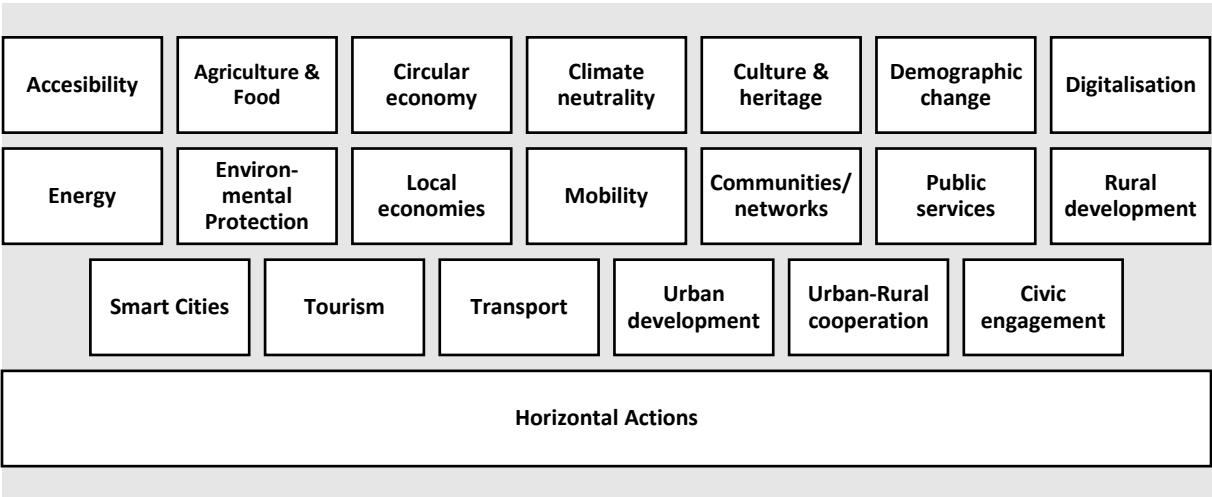 Accesibility
Agriculture &
Food
Circular
economy
Climate
neutrality
Culture &
heritage
Demographic
change
Digitalisation
Energy
Environ-
mental
Protection
Local
economies
Mobility
Communities/
networks
Public
services
Rural
development
Smart Cities
Tourism
Transport
Urban
development
Urban-Rural
cooperation
Civic
engagement
Horizontal Actions